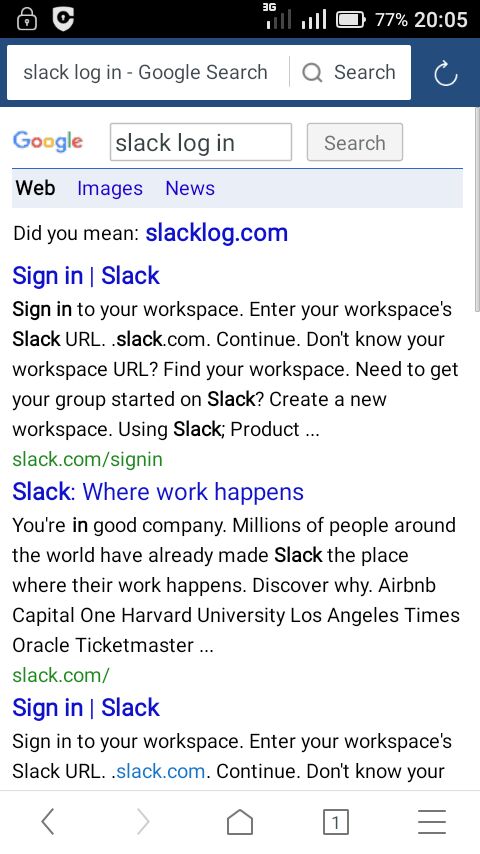 3G
77% 20:05
slack log in - Google Search Search
Google slack log in Search
Web Images News
Did you mean: slacklog.com
Sign in | Slack
Sign in to your workspace. Enter your workspace's
Slack URL. .slack.com. Continue. Don't know your
workspace URL? Find your workspace. Need to get
your group started on Slack? Create a new
workspace. Using Slack; Product ...
slack.com/signin
Slack: Where work happens
You're in good company. Millions of people around
the world have already made Slack the place
where their work happens. Discover why. Airbnb
Capital One Harvard University Los Angeles Times
Oracle Ticketmaster ...
slack.com/
Sign in | Slack
Sign in to your workspace. Enter your workspace's
Slack URL. .slack.com. Continue. Don't know your
1